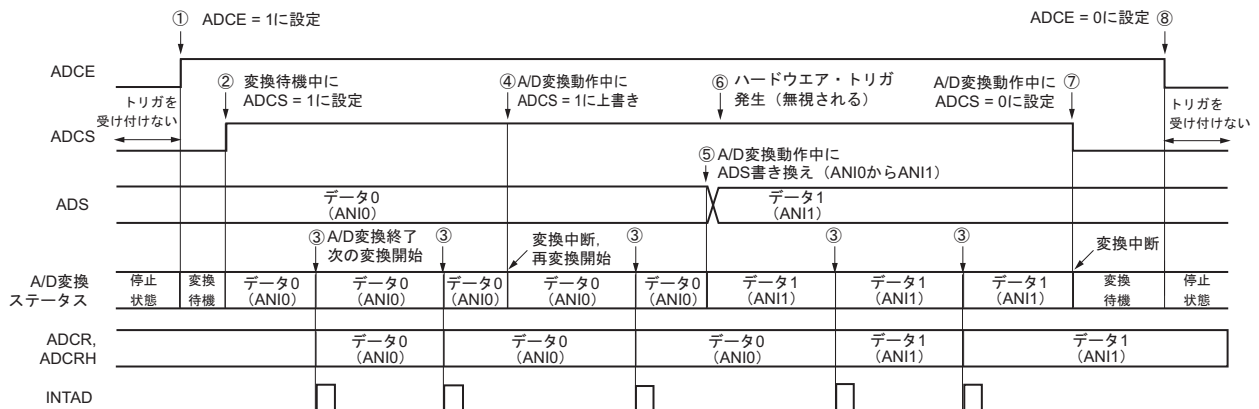 ① ADCE = 1に設定
ADCE = 0に設定 ⑧
ADCE
② 変換待機中に
ADCS = 1に設定
④ A/D変換動作中に
ADCS = 1に上書き
⑥ ハードウエア・トリガ
発生（無視される）
A/D変換動作中に ⑦
ADCS = 0に設定
トリガを
受け付けない
トリガを
受け付けない
ADCS
⑤ A/D変換動作中に
ADS書き換え（ANI0からANI1）
ADS
データ0
（ANI0）
データ1
（ANI1）
③ A/D変換終了
次の変換開始
③
変換中断，
再変換開始
③
③
③
変換中断
A/D変換
ステータス
停止
状態
変換
待機
データ0
（ANI0）
データ0
（ANI0）
データ0
（ANI0）
データ0
（ANI0）
データ0
（ANI0）
データ1
（ANI1）
データ1
（ANI1）
データ1
（ANI1）
変換
待機
停止
状態
ADCR,
ADCRH
データ0
（ANI0）
データ0
（ANI0）
データ0
（ANI0）
データ1
（ANI1）
データ1
（ANI1）
INTAD